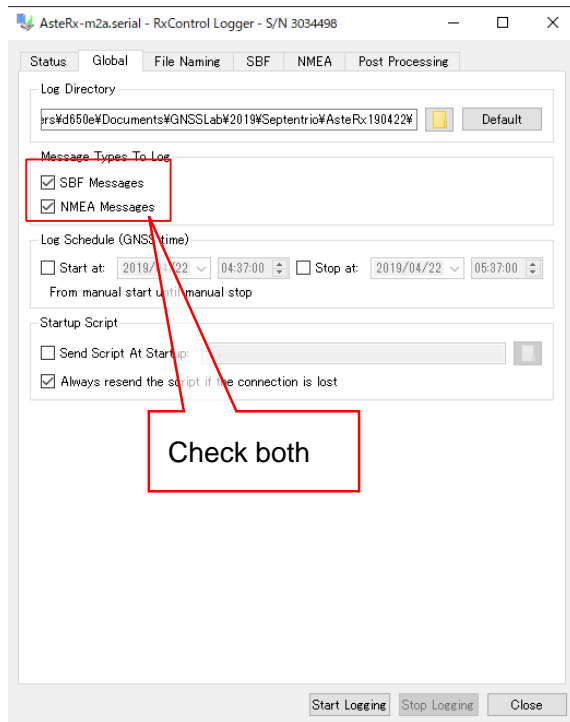 AsteRx-m2a.serial - RxControl Logger - S/N 3034498
Status Global File Naming SBF NMEA Post Processing
Log Directory
ers¥d650e¥Documents¥GNSSLab¥2019¥Septentrio¥AsteRx190422¥ Default
Message Types To Log
SBF Messages
NMEA Messages
Log Schedule (GNSS time)
Start at: 2019/04/22 04:37:00 Stop at: 2019/04/22 05:37:00
From manual start until manual stop
Startup Script
Send Script At Startup:
Always resend the script if the connection is lost
Check both
Start Logging Stop Logging Close